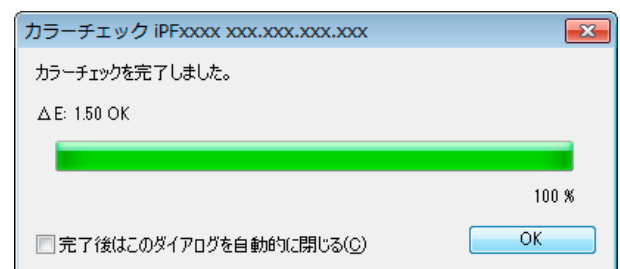 カラーチェック iPFxxxx xxx.xxx.xxx.xxx
カラーチェックを完了しました。
ΔE: 1.50 OK
100 %
完了後はこのダイアログを自動的に閉じる(C)
OK